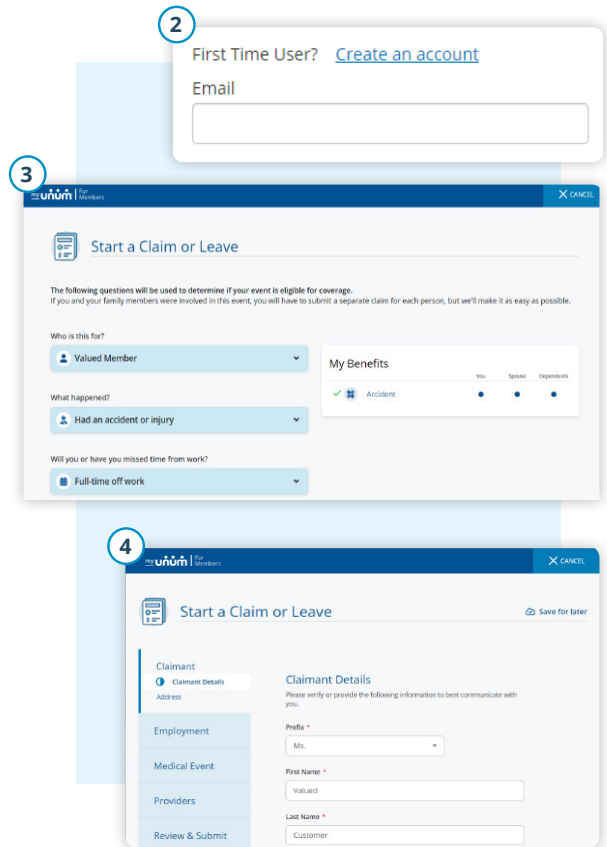 2
First Time User? Create an account
Email
3
my unum | For Members
CANCEL
Start a Claim or Leave
The following questions will be used to determine if your event is eligible for coverage.
If you and your family members were involved in this event, you will have to submit a separate claim for each person, but we'll make it as easy as possible.
Who is this for?
Valued Member
What happened?
Had an accident or injury
Will you or have you missed time from work?
Full-time off work
My Benefits
You Spouse Dependents
Accident
4
my unum | For Members
CANCEL
Start a Claim or Leave
Save for later
Claimant
Claimant Details
Address
Employment
Medical Event
Providers
Review & Submit
Claimant Details
Please verify or provide the following information to best communicate with
you.
Prefix *
Ms.
First Name *
Valued
Last Name *
Customer